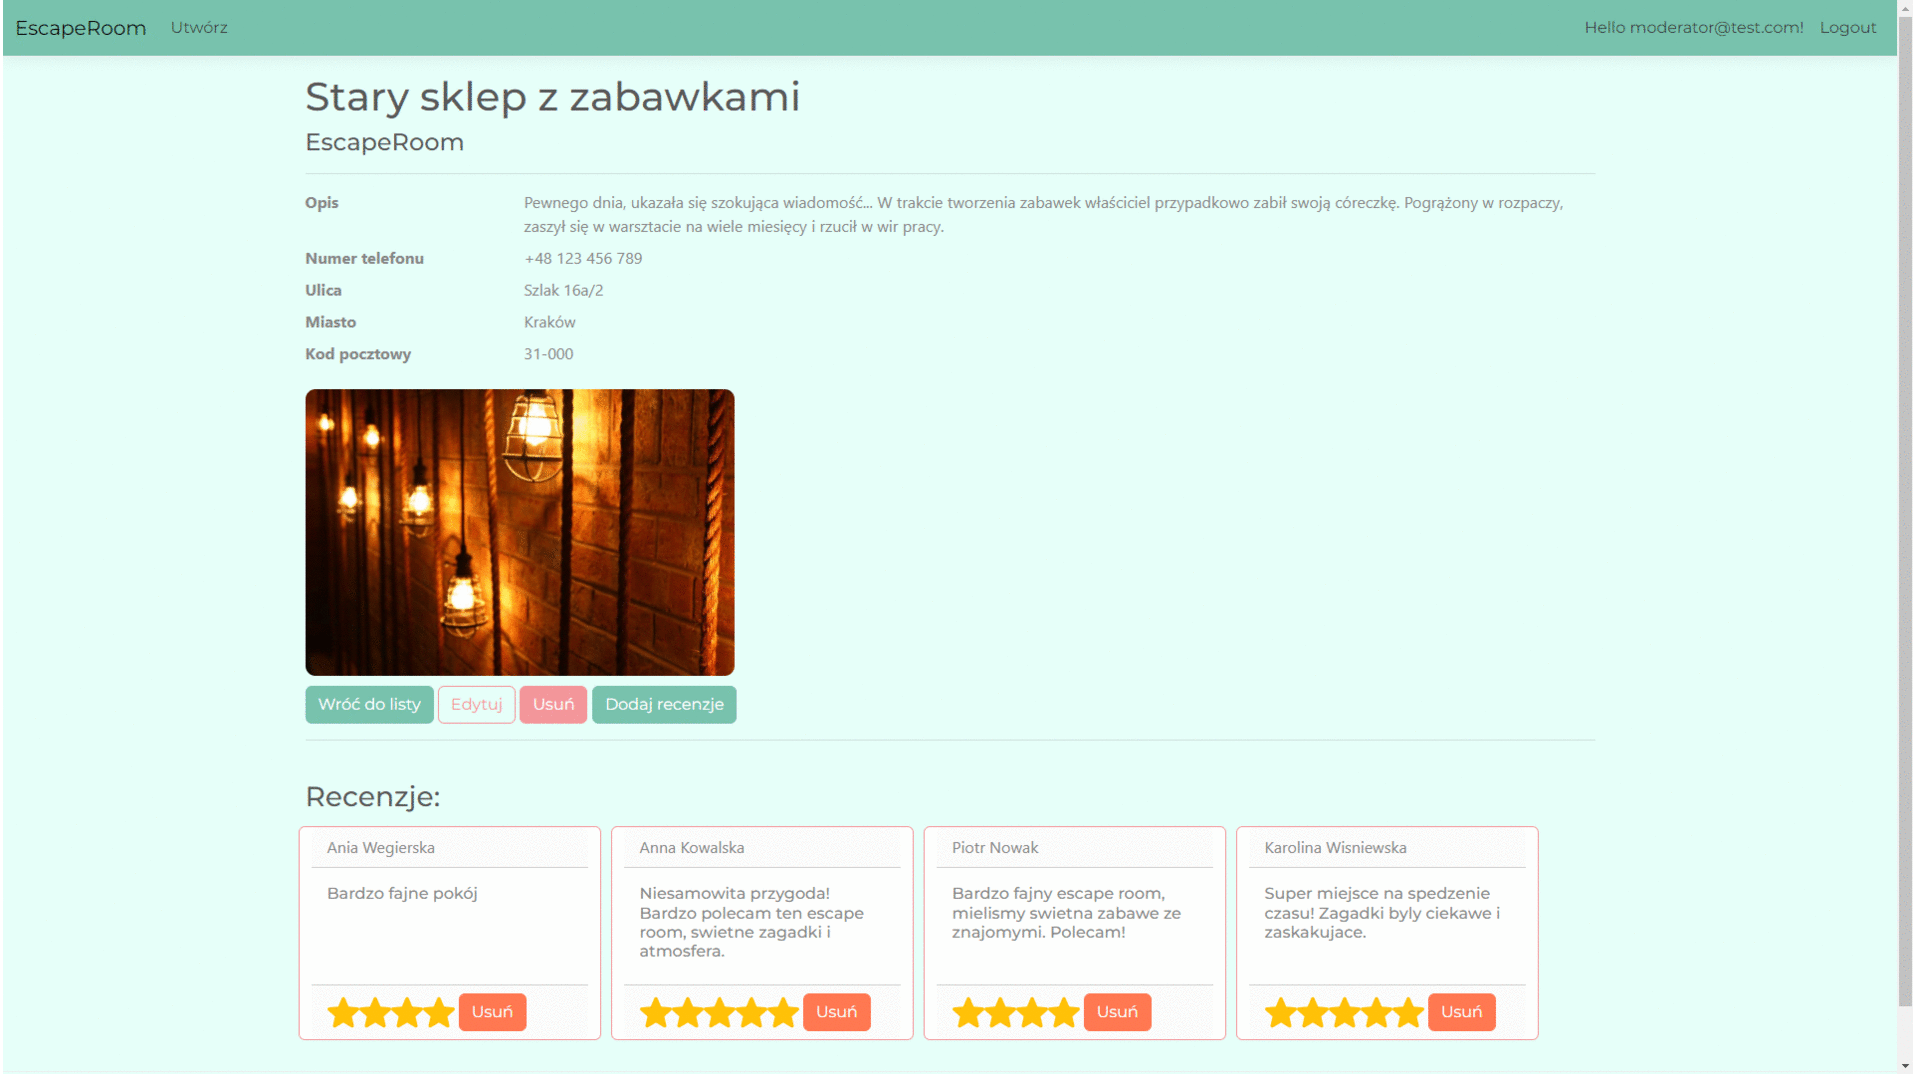 EscapeRoom Utwórz Hello moderator@test.com! Logout
Stary sklep z zabawkami
EscapeRoom
Opis Pewnego dnia, ukazała się szokująca wiadomość... W trakcie tworzenia zabawek właściciel przypadkowo zabił swoją córeczkę. Pogrążony w rozpaczy,
zaszył się w warsztacie na wiele miesięcy i rzucił w wir pracy.
Numer telefonu +48 123 456 789
Ulica Szlak 16a/2
Miasto Kraków
Kod pocztowy 31-000
Wróć do listy Edytuj Usuń Dodaj recenzje
Recenzje:
Ania Wegierska
Bardzo fajne pokój
Usuń
Anna Kowalska
Niesamowita przygoda!
Bardzo polecam ten escape
room, swietne zagadki i
atmosfera.
Usuń
Piotr Nowak
Bardzo fajny escape room,
mielismy swietna zabawe ze
znajomymi. Polecam!
Usuń
Karolina Wisniewska
Super miejsce na spedzenie
czasu! Zagadki byly ciekawe i
zaskakujace.
Usuń